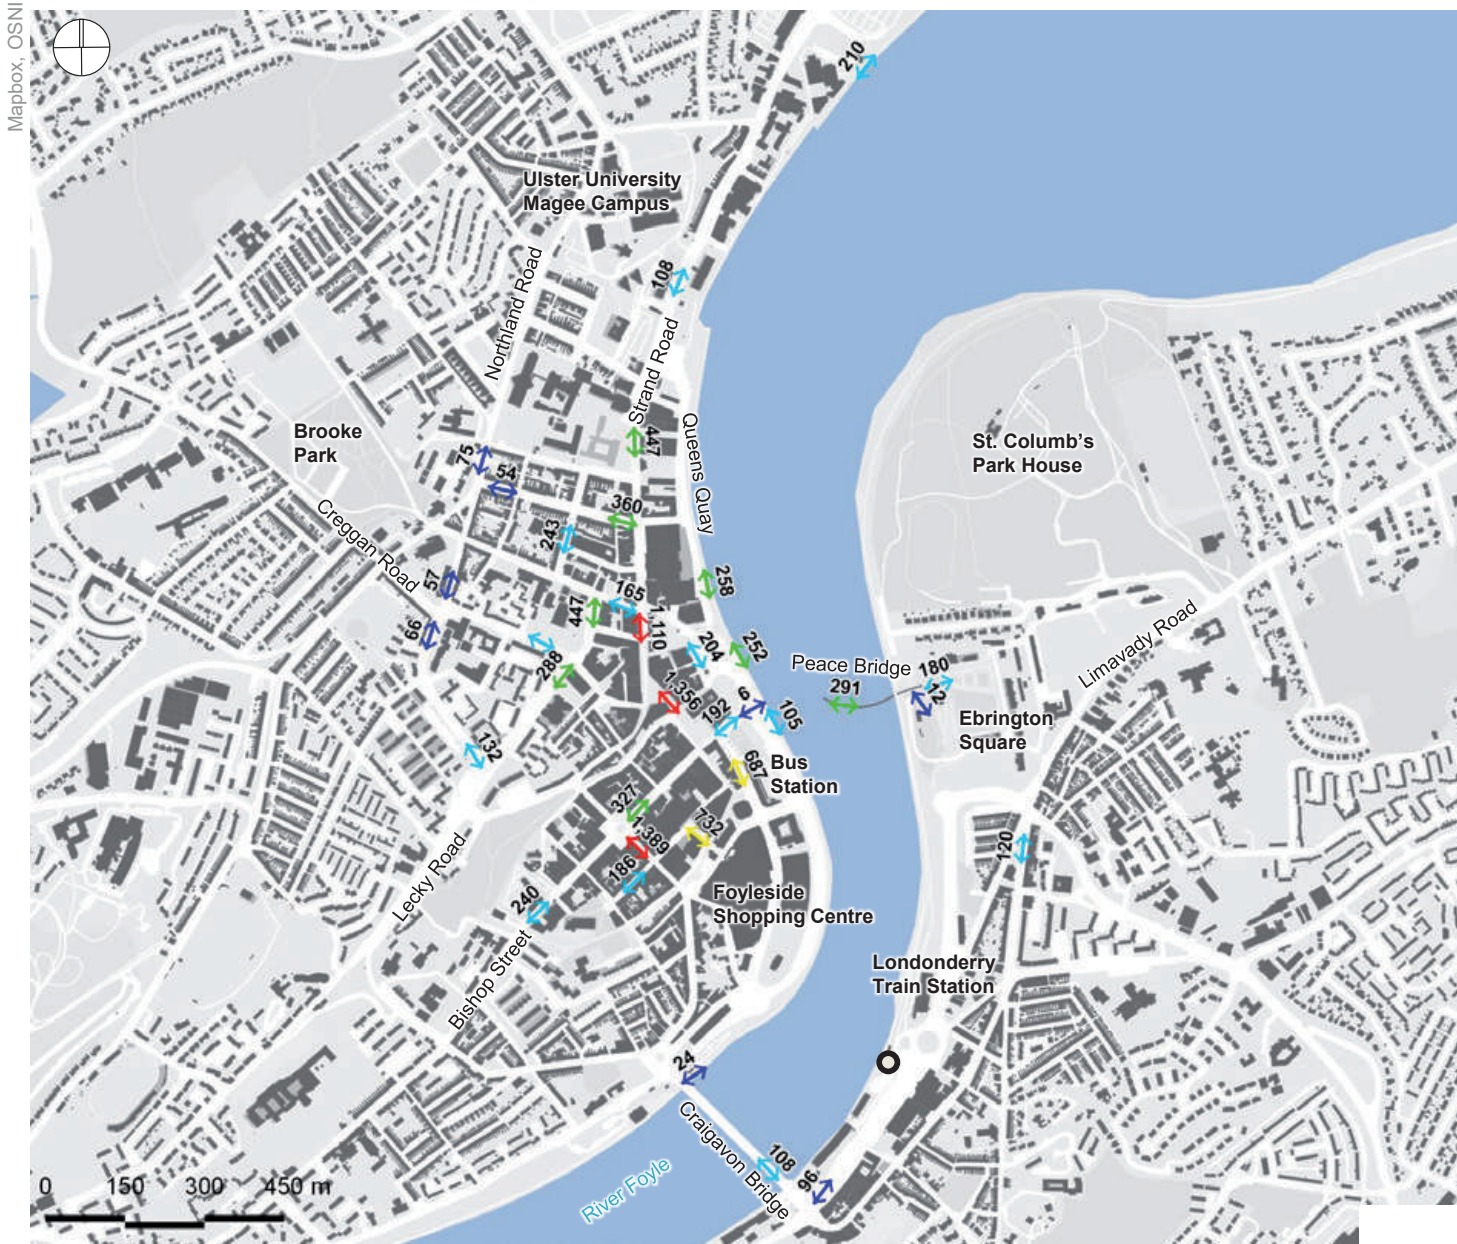 Mapbox, OSNI
210
Ulster University
Magee Campus
108
Northland Road
Strand Road
447
Queens Quay
Brooke
Park
St. Columb's
Park House
75
54
360
243
Creggan Road
57
258
165
447
1,110
66
204
252
288
Peace Bridge
180
291
12
Limavady Road
1,356
192
6
105
Ebrington
Square
132
687
Bus
Station
327
732
1,389
186
120
Lecky Road
240
Foyleside
Shopping Centre
Bishop Street
Londonderry
Train Station
24
Craigavon Bridge
108
96
River Foyle
0 150 300 450 m